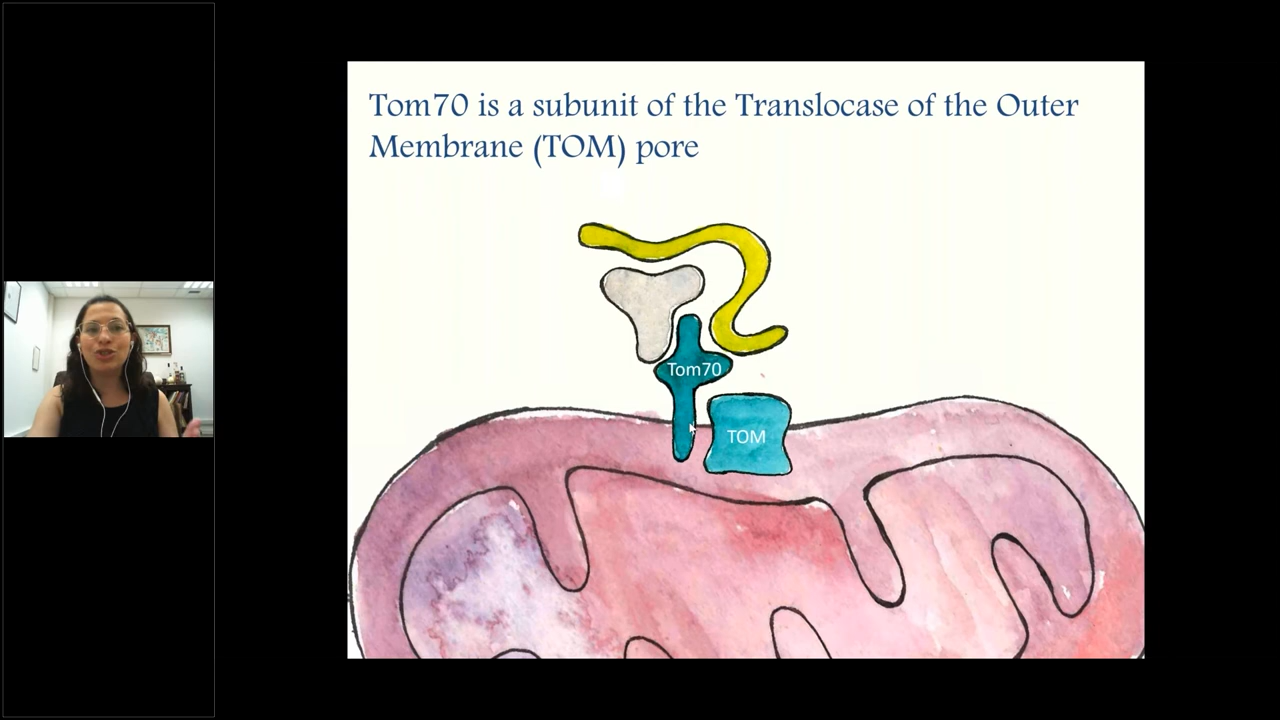 Tom70 is a subunit of the Translocase of the Outer
Membrane (TOM) pore
Tom70
TOM